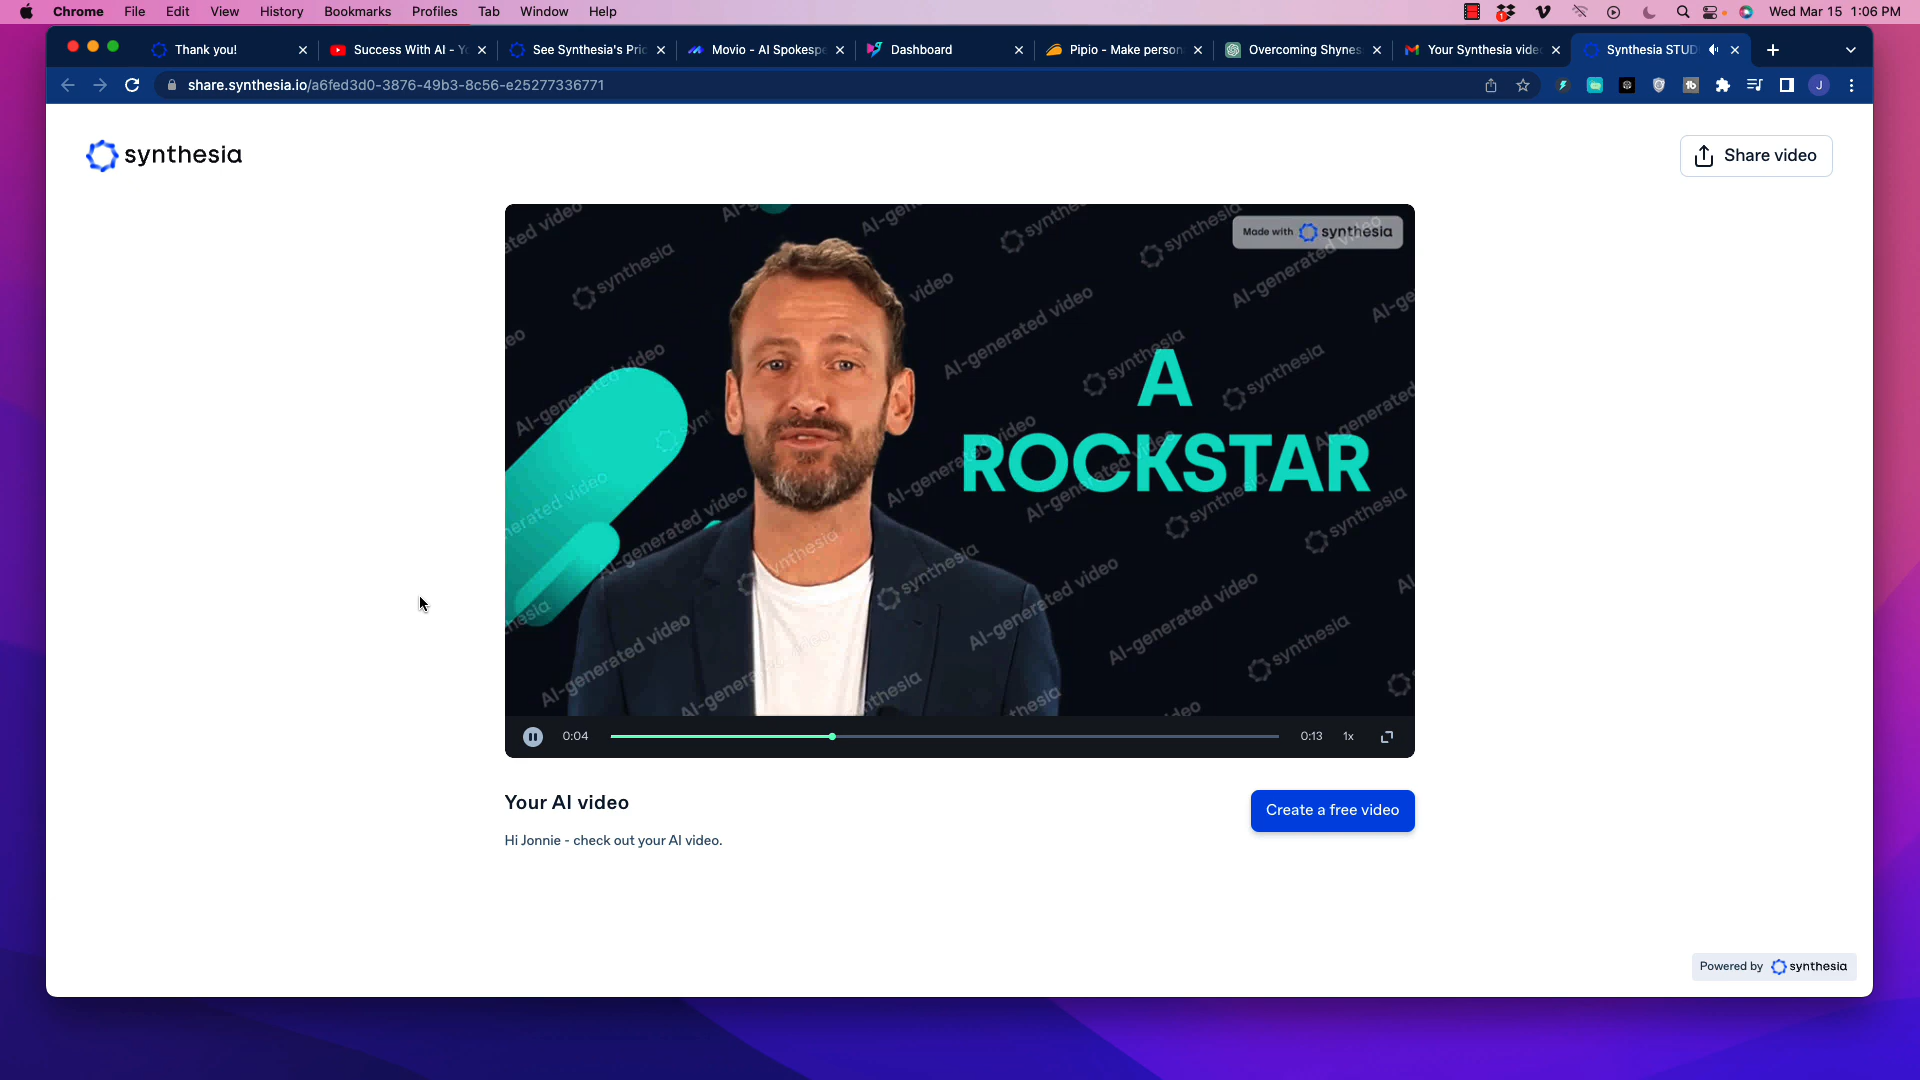 Chrome File Edit View History Bookmarks Profiles Tab Window Help
1
Wed Mar 15 1:06 PM
Thank you!
Success With AI - Yo
See Synthesia's Pric
Movio - AI Spokespe
Dashboard
Pipio - Make person
Overcoming Shynes
Your Synthesia vide
Synthesia STUD
share.synthesia.io/a6fed3d0-3876-49b3-8c56-e25277336771
tb
J
synthesia
Share video
Made with synthesia
AI-generated video
synthesia
A
ROCKSTAR
0:04
0:13
1x
Your AI video
Create a free video
Hi Jonnie - check out your AI video.
Powered by synthesia